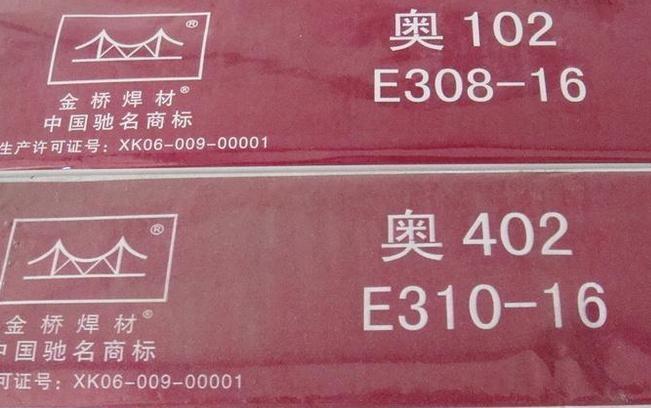 奥 102
E308-16
金桥焊材®
中国驰名商标
生产许可证号：XK06-009-00001
奥 402
E310-16
金桥焊材®
中国驰名商标
可证号：XK06-009-00001